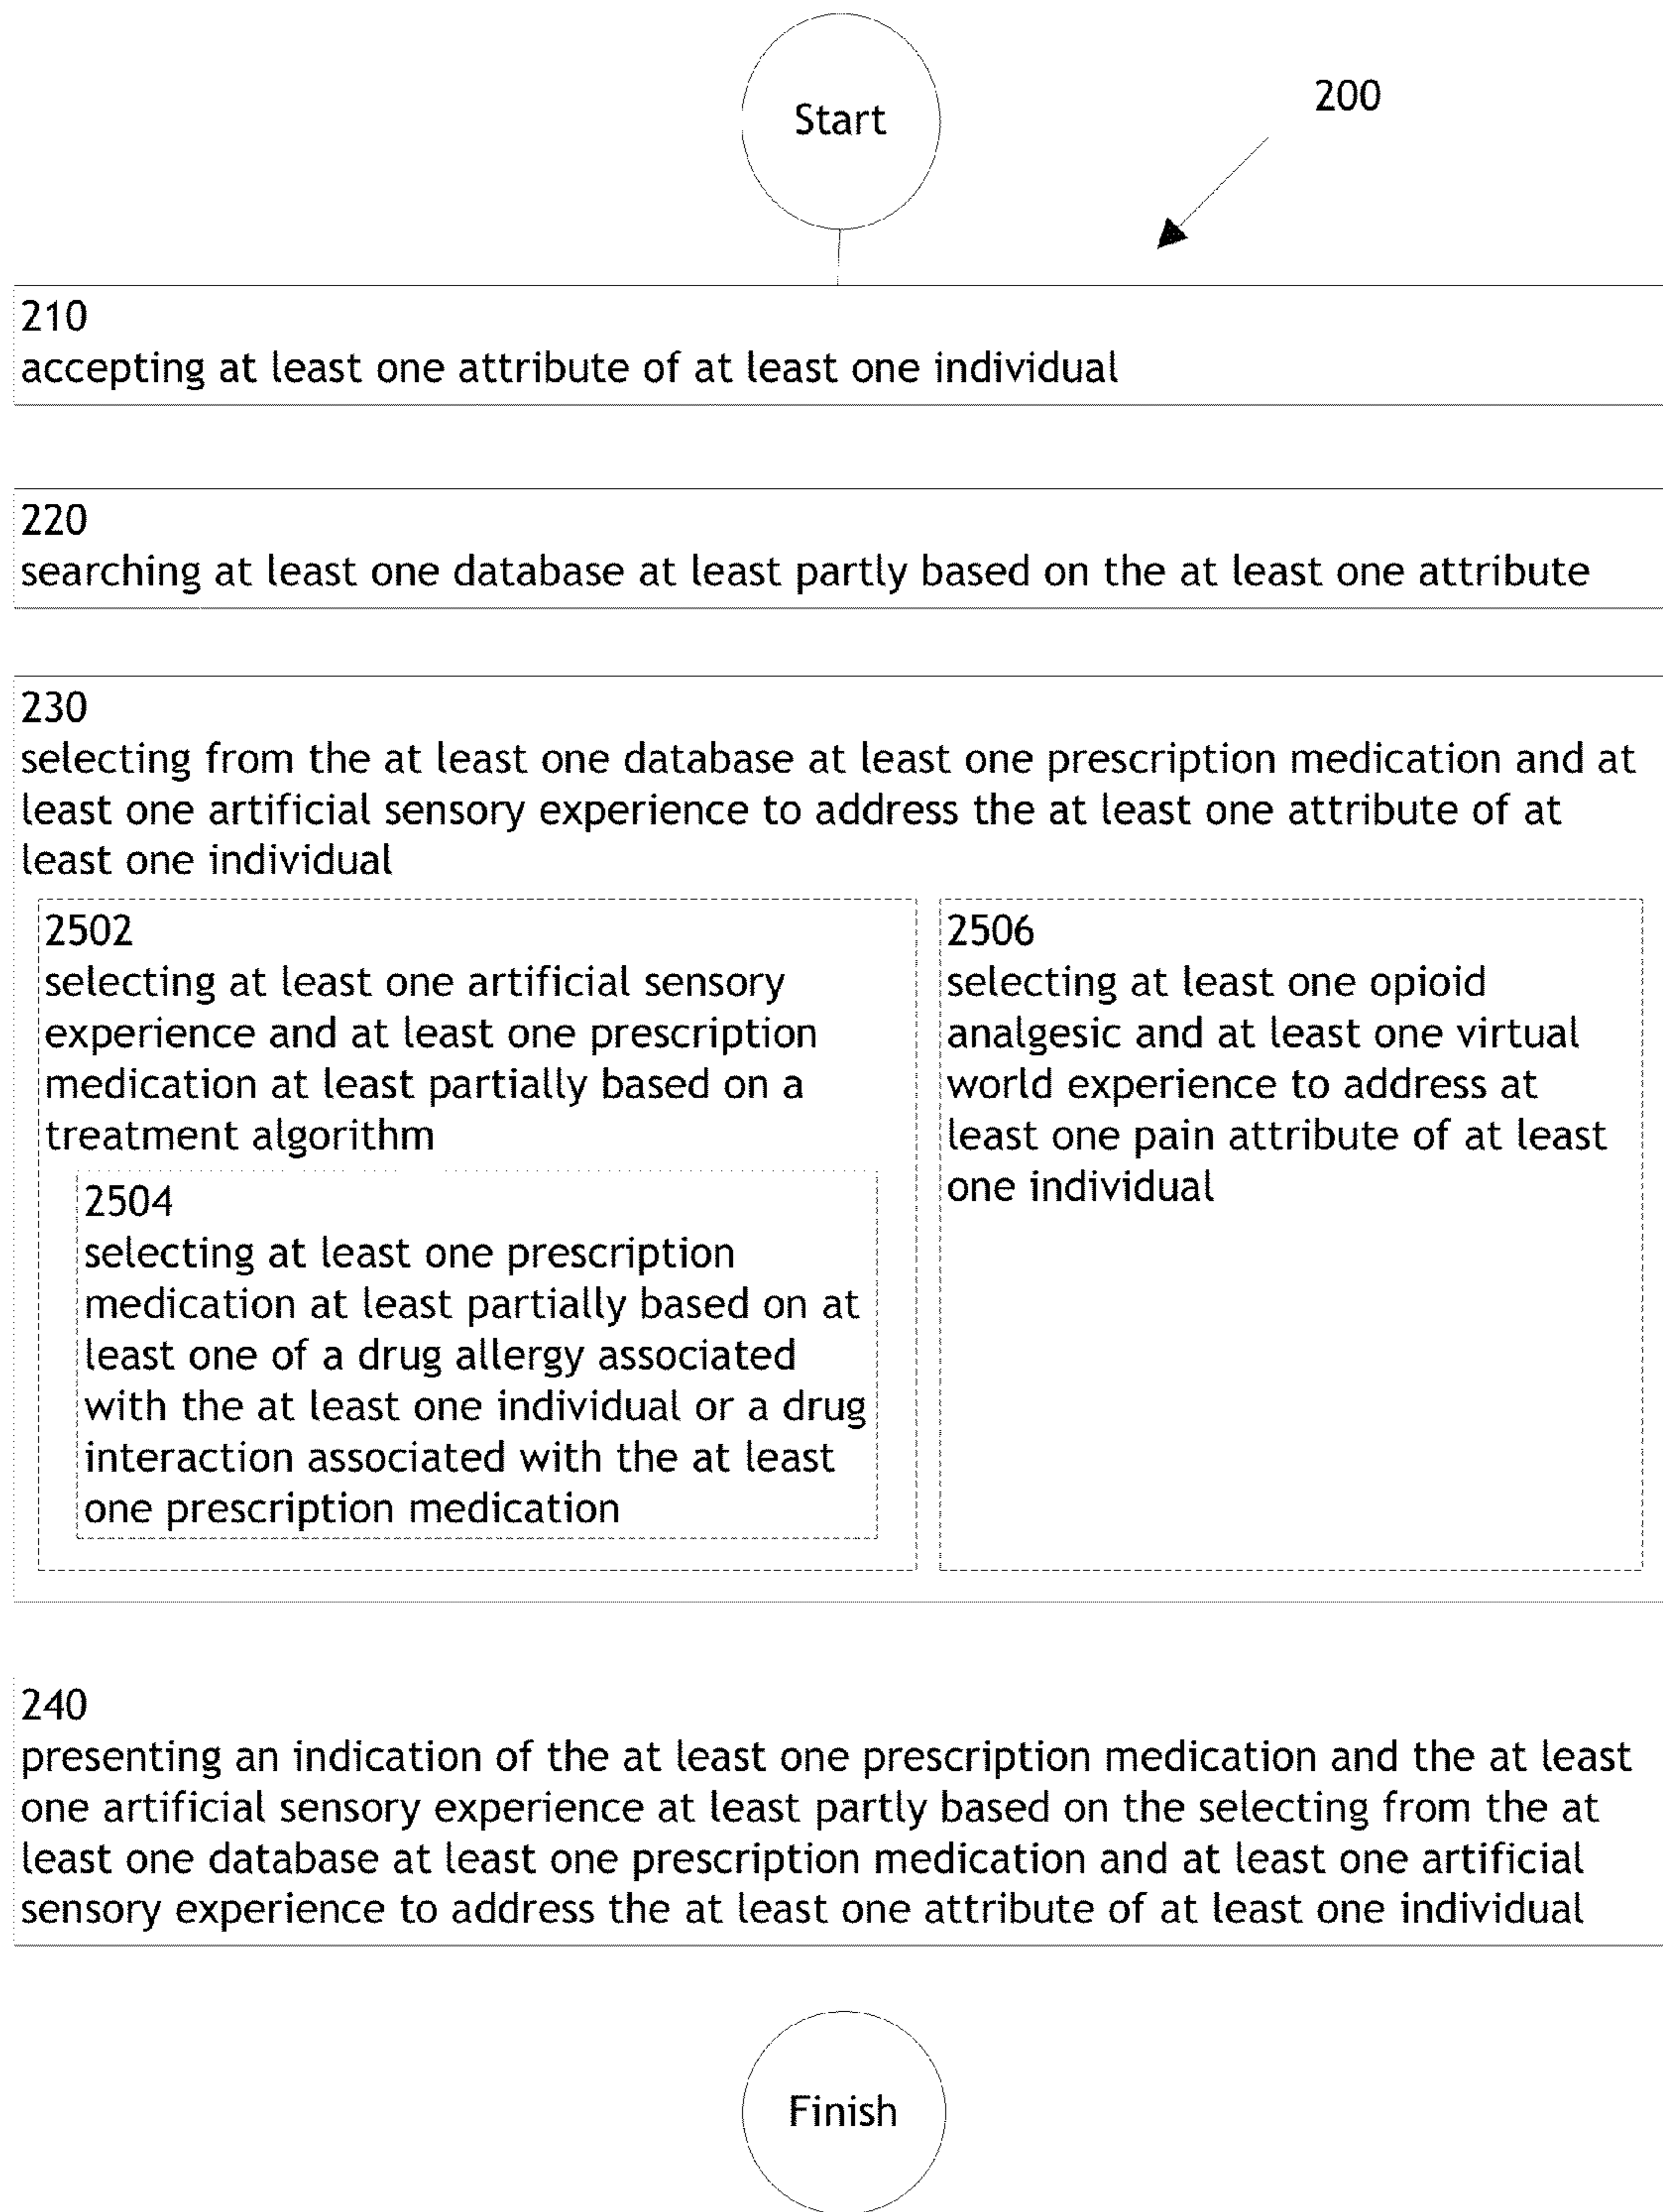 Start
200
210
accepting at least one attribute of at least one individual
220
searching at least one database at least partly based on the at least one attribute
230
selecting from the at least one database at least one prescription medication and at
least one artificial sensory experience to address the at least one attribute of at
least one individual
2502
selecting at least one artificial sensory
experience and at least one prescription
medication at least partially based on a
treatment algorithm
2504
selecting at least one prescription
medication at least partially based on at
least one of a drug allergy associated
with the at least one individual or a drug
interaction associated with the at least
one prescription medication
2506
selecting at least one opioid
analgesic and at least one virtual
world experience to address at
least one pain attribute of at least
one individual
240
presenting an indication of the at least one prescription medication and the at least
one artificial sensory experience at least partly based on the selecting from the at
least one database at least one prescription medication and at least one artificial
sensory experience to address the at least one attribute of at least one individual
Finish